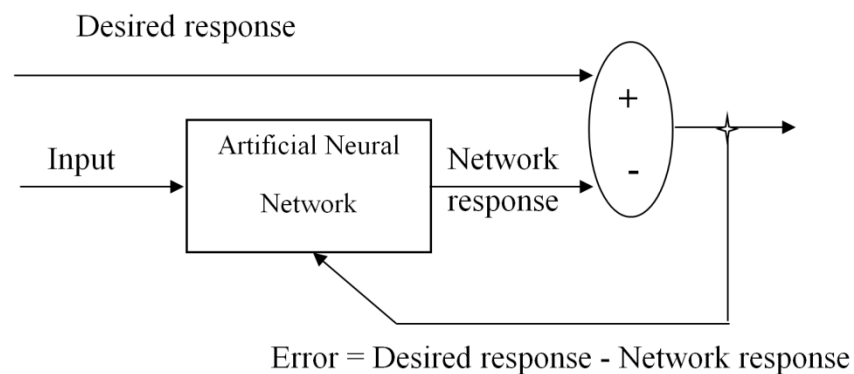 Desired response
+
Input
Artificial Neural
Network
Network
response
-
Error = Desired response - Network response